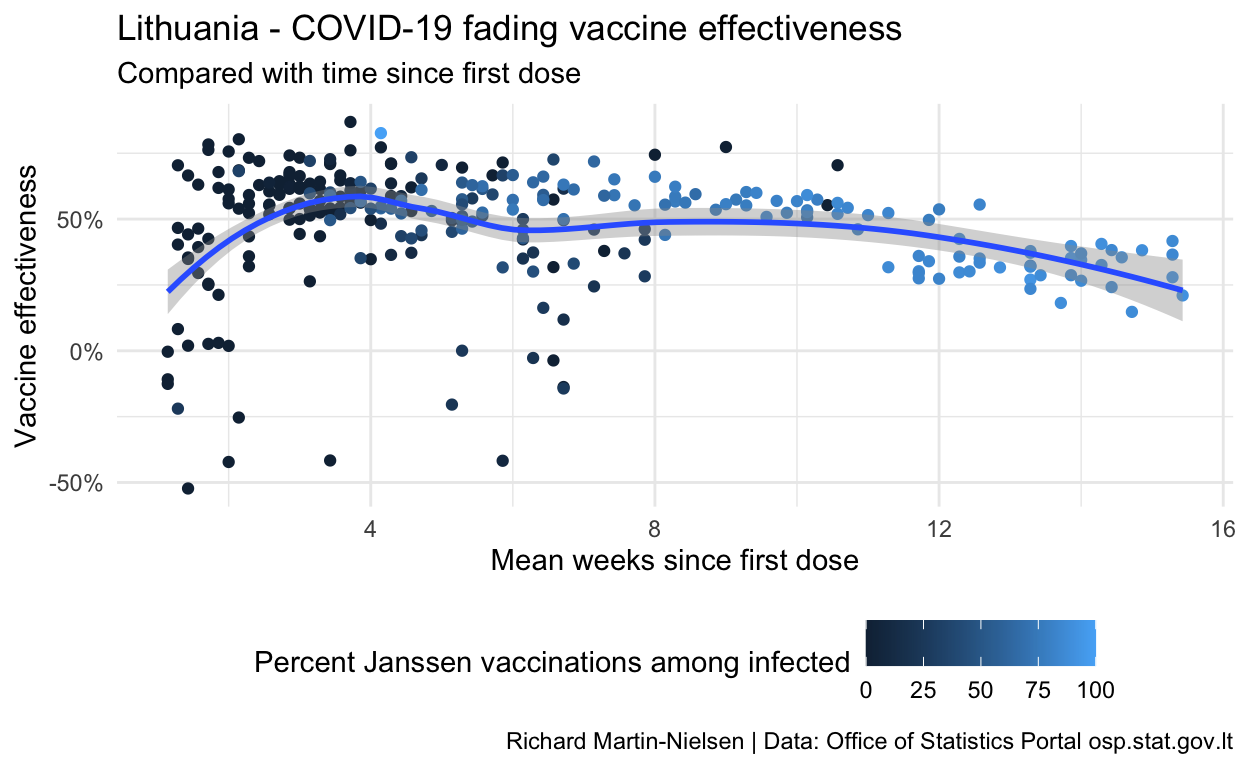 Lithuania - COVID-19 fading vaccine effectiveness
Compared with time since first dose
Vaccine effectiveness
50%
0%
-50%
4 8 12 16
Mean weeks since first dose
Percent Janssen vaccinations among infected
0 25 50 75 100
Richard Martin-Nielsen | Data: Office of Statistics Portal osp.stat.gov.lt